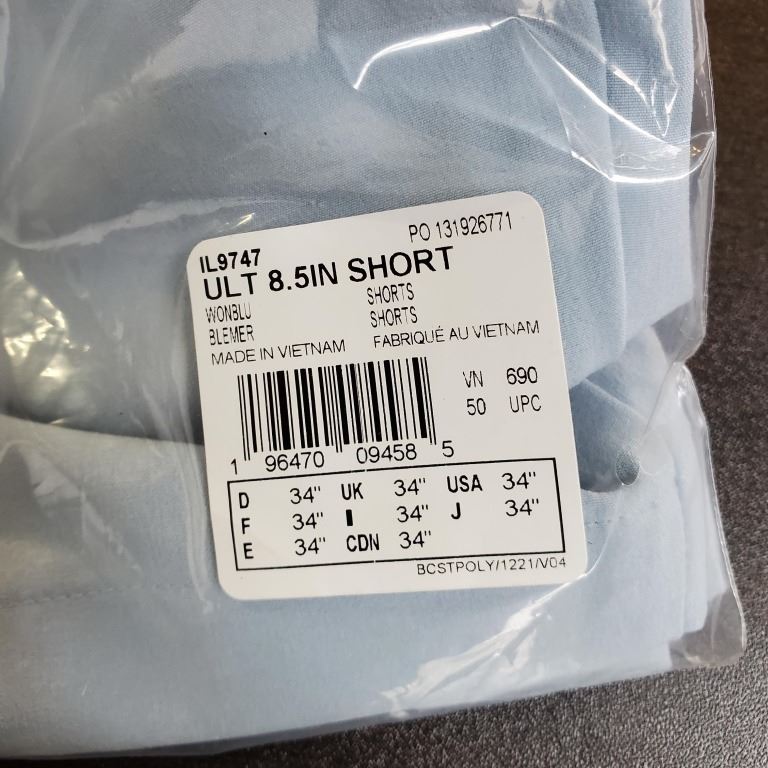 PO 131926771
IL9747
ULT 8.5IN SHORT
WONBLU SHORTS
BLEMER SHORTS
MADE IN VIETNAM FABRIQUÉ AU VIETNAM
VN 690
50 UPC
1 96470 09458 5
D 34" UK 34" USA 34"
F 34" I 34" J 34"
E 34" CDN 34"
BCSTPOLY/1221/V04